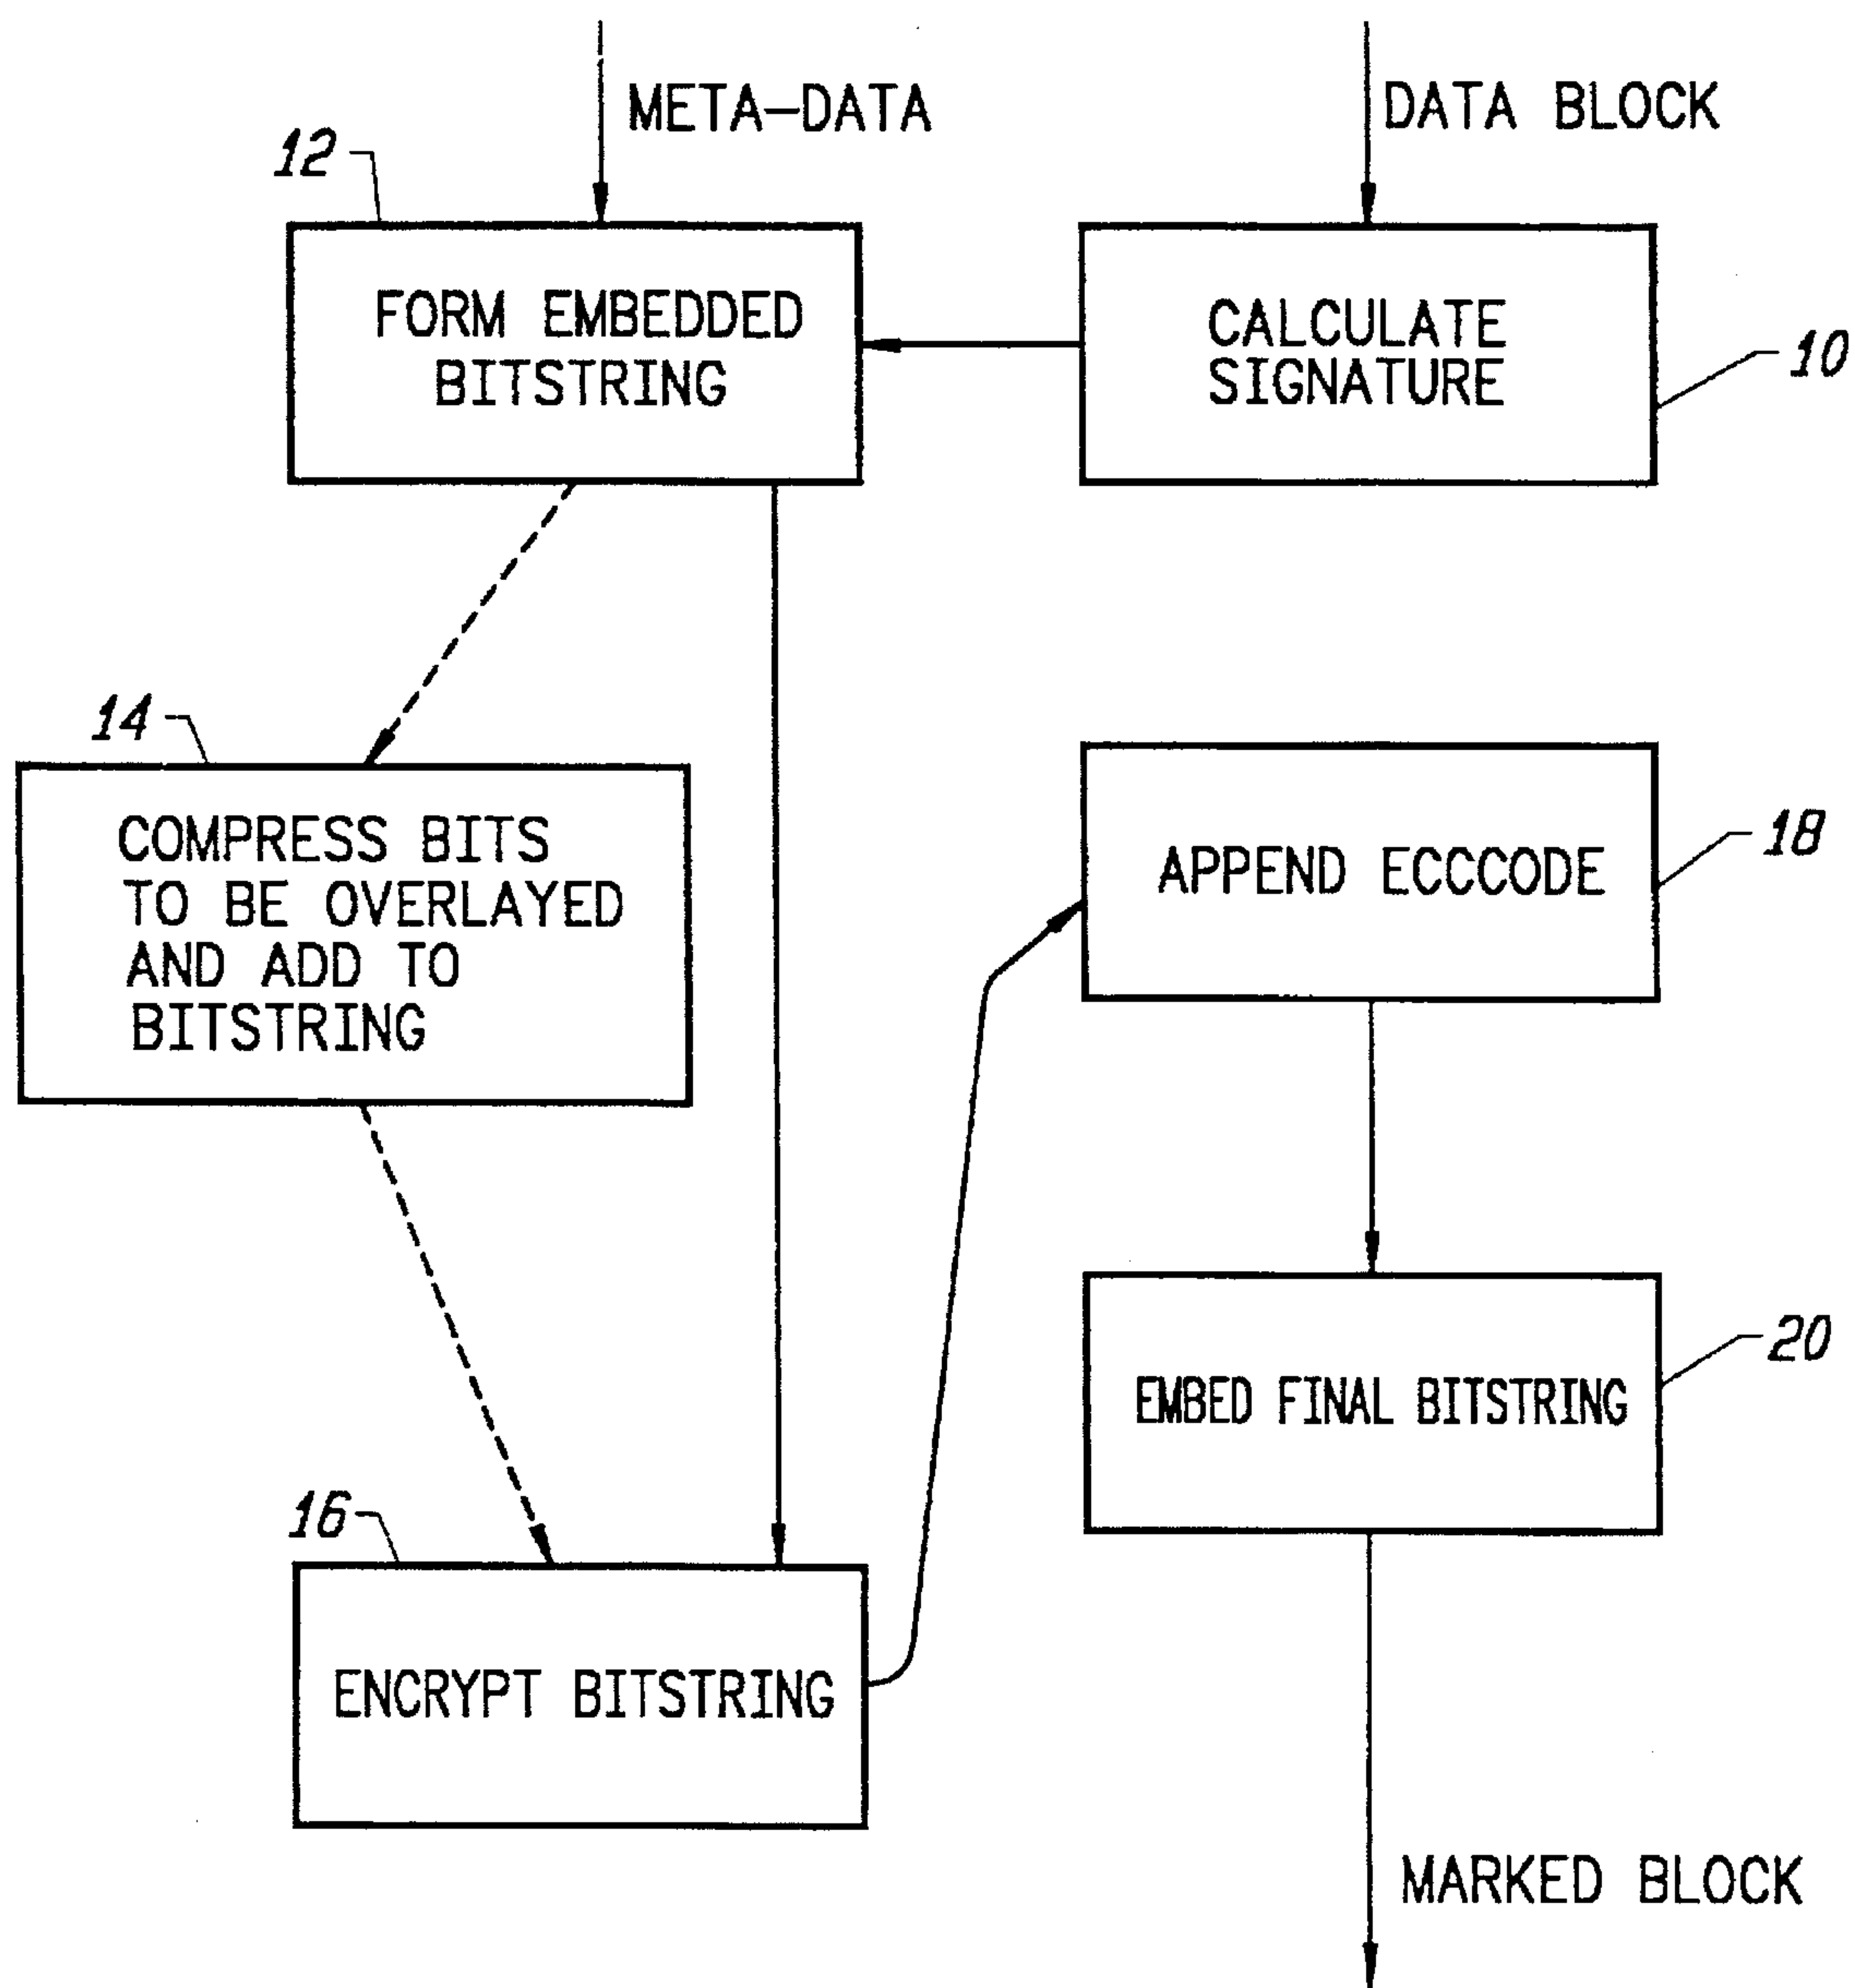 META-DATA
DATA BLOCK
12
FORM EMBEDDED
BITSTRING
CALCULATE
SIGNATURE
10
14
COMPRESS BITS
TO BE OVERLAYED
AND ADD TO
BITSTRING
APPEND ECCCODE
18
EMBED FINAL BITSTRING
20
16
ENCRYPT BITSTRING
MARKED BLOCK